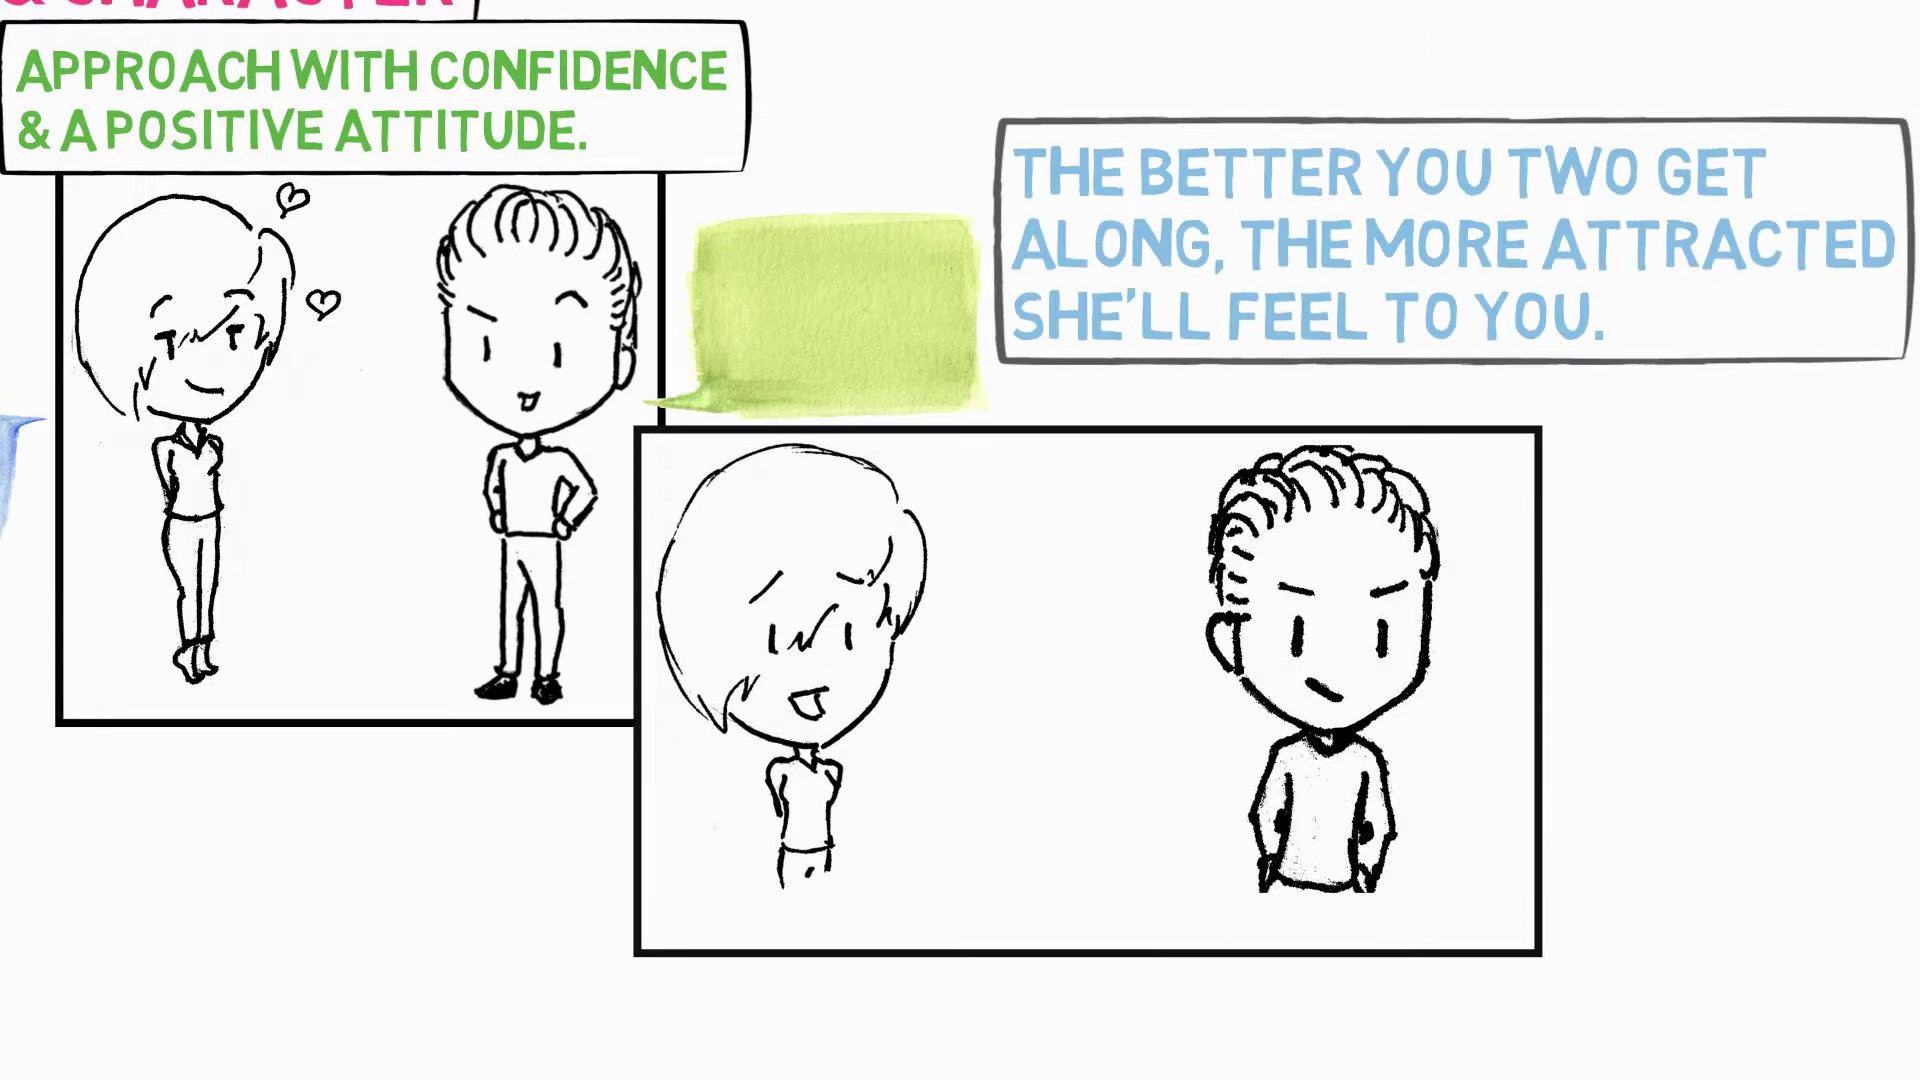 & CHARACTER
APPROACH WITH CONFIDENCE
& A POSITIVE ATTITUDE.
THE BETTER YOU TWO GET
ALONG, THE MORE ATTRACTED
SHE'LL FEEL TO YOU.